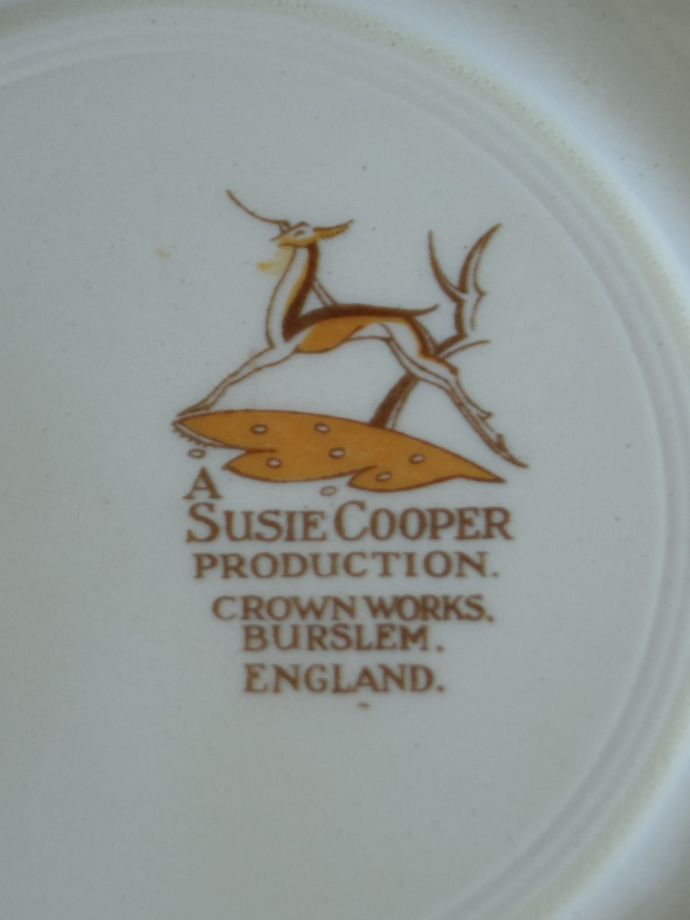 A
SUSIE COOPER
PRODUCTION.
CROWN WORKS,
BURSLEM.
ENGLAND.